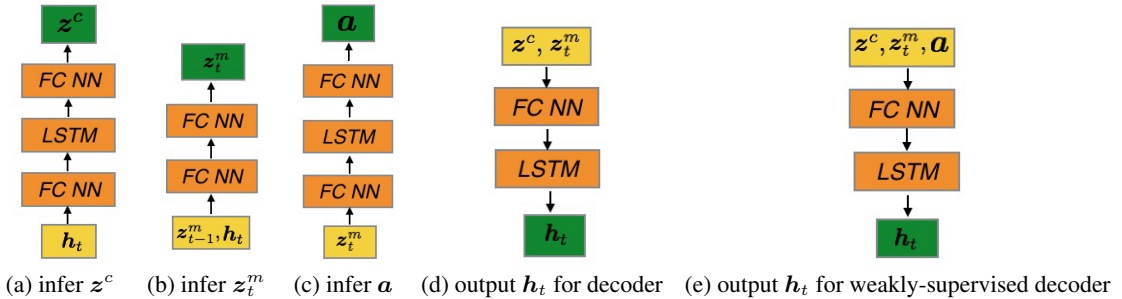 z^c
FC NN
LSTM
FC NN
h_t
(a) infer z^c
z_t^m
FC NN
FC NN
z_{t-1}^m, h_t
(b) infer z_t^m
a
FC NN
LSTM
FC NN
z_t^m
(c) infer a
z^c, z_t^m
FC NN
LSTM
h_t
(d) output h_t for decoder
z^c, z_t^m, a
FC NN
LSTM
h_t
(e) output h_t for weakly-supervised decoder